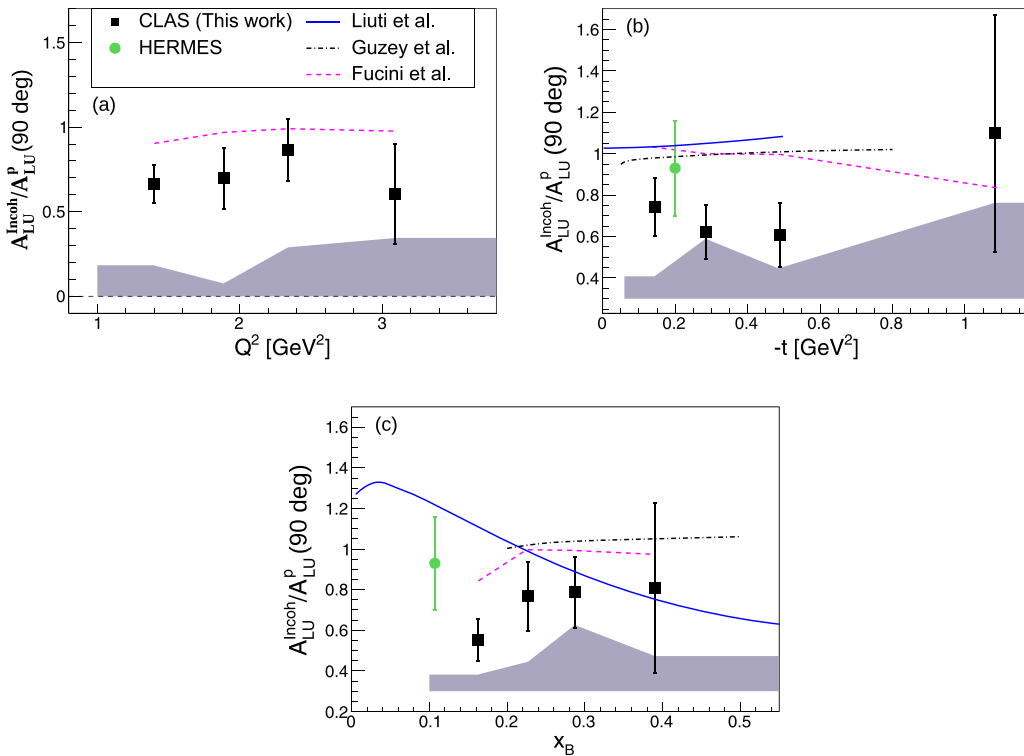 CLAS (This work)
HERMES
Liuti et al.
Guzey et al.
Fucini et al.
(a)
A_LU^Incoh/A_LU^p (90 deg)
1.5
1
0.5
0
1 2 3
Q² [GeV²]
(b)
A_LU^Incoh/A_LU^p (90 deg)
1.6
1.4
1.2
1
0.8
0.6
0.4
0.2
0 0.2 0.4 0.6 0.8 1
-t [GeV²]
(c)
A_LU^Incoh/A_LU^p (90 deg)
1.6
1.4
1.2
1
0.8
0.6
0.4
0.2
0 0.1 0.2 0.3 0.4 0.5
x_B